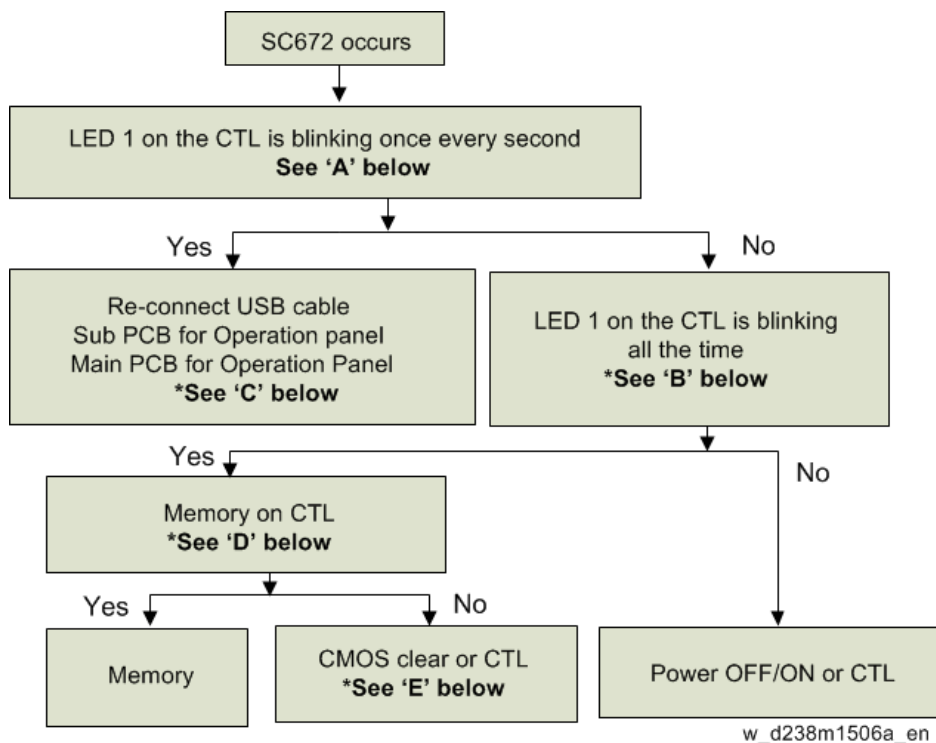 SC672 occurs
LED 1 on the CTL is blinking once every second
See ‘A’ below
Yes
No
Re-connect USB cable
Sub PCB for Operation panel
Main PCB for Operation Panel
*See ‘C’ below
LED 1 on the CTL is blinking
all the time
*See ‘B’ below
Yes
No
Memory on CTL
*See ‘D’ below
Yes
No
Memory
CMOS clear or CTL
*See ‘E’ below
Power OFF/ON or CTL
w_d238m1506a_en